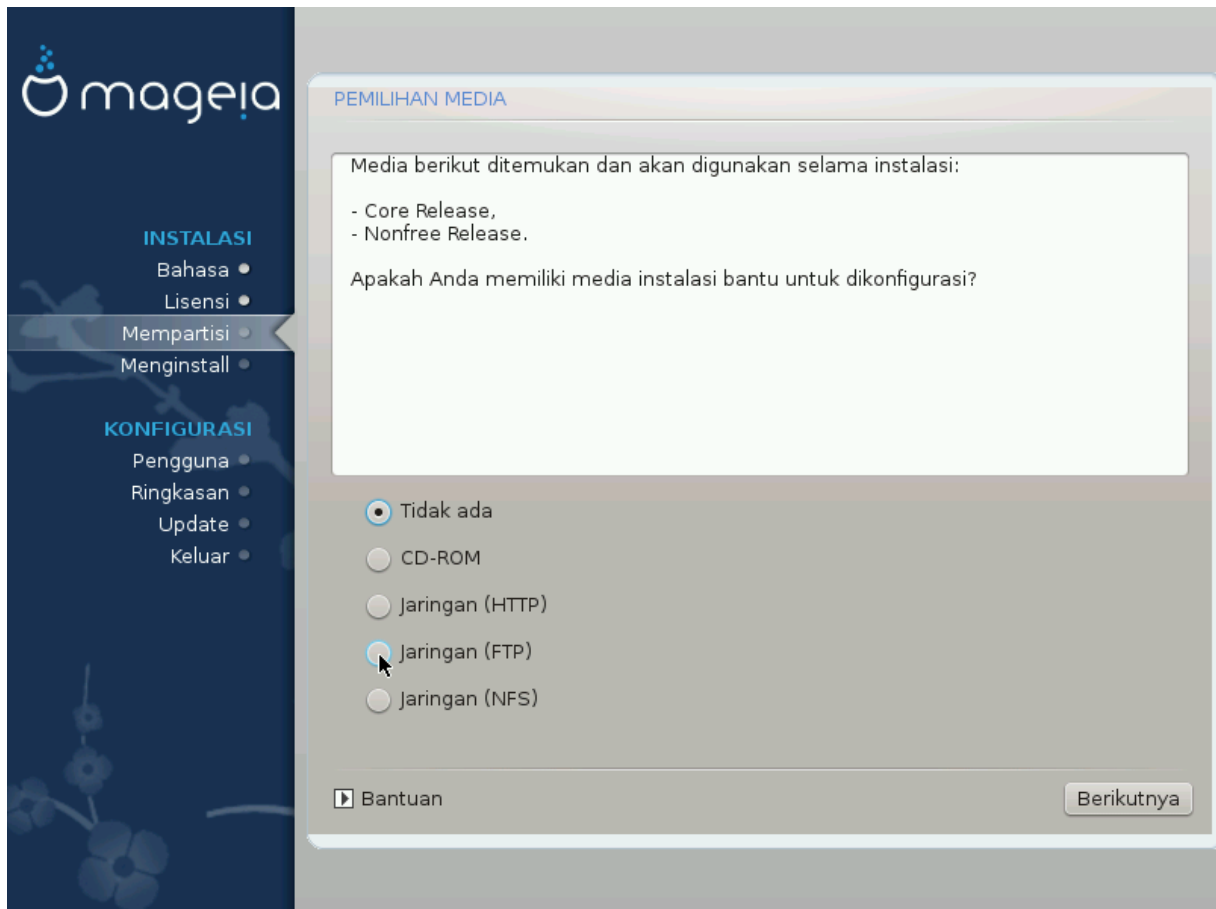 mageia
INSTALASI
Bahasa
Lisensi
Mempartisi
Menginstall
KONFIGURASI
Pengguna
Ringkasan
Update
Keluar
PEMILIHAN MEDIA
Media berikut ditemukan dan akan digunakan selama instalasi:
- Core Release,
- Nonfree Release.
Apakah Anda memiliki media instalasi bantu untuk dikonfigurasi?
Tidak ada
CD-ROM
Jaringan (HTTP)
Jaringan (FTP)
Jaringan (NFS)
Bantuan
Berikutnya